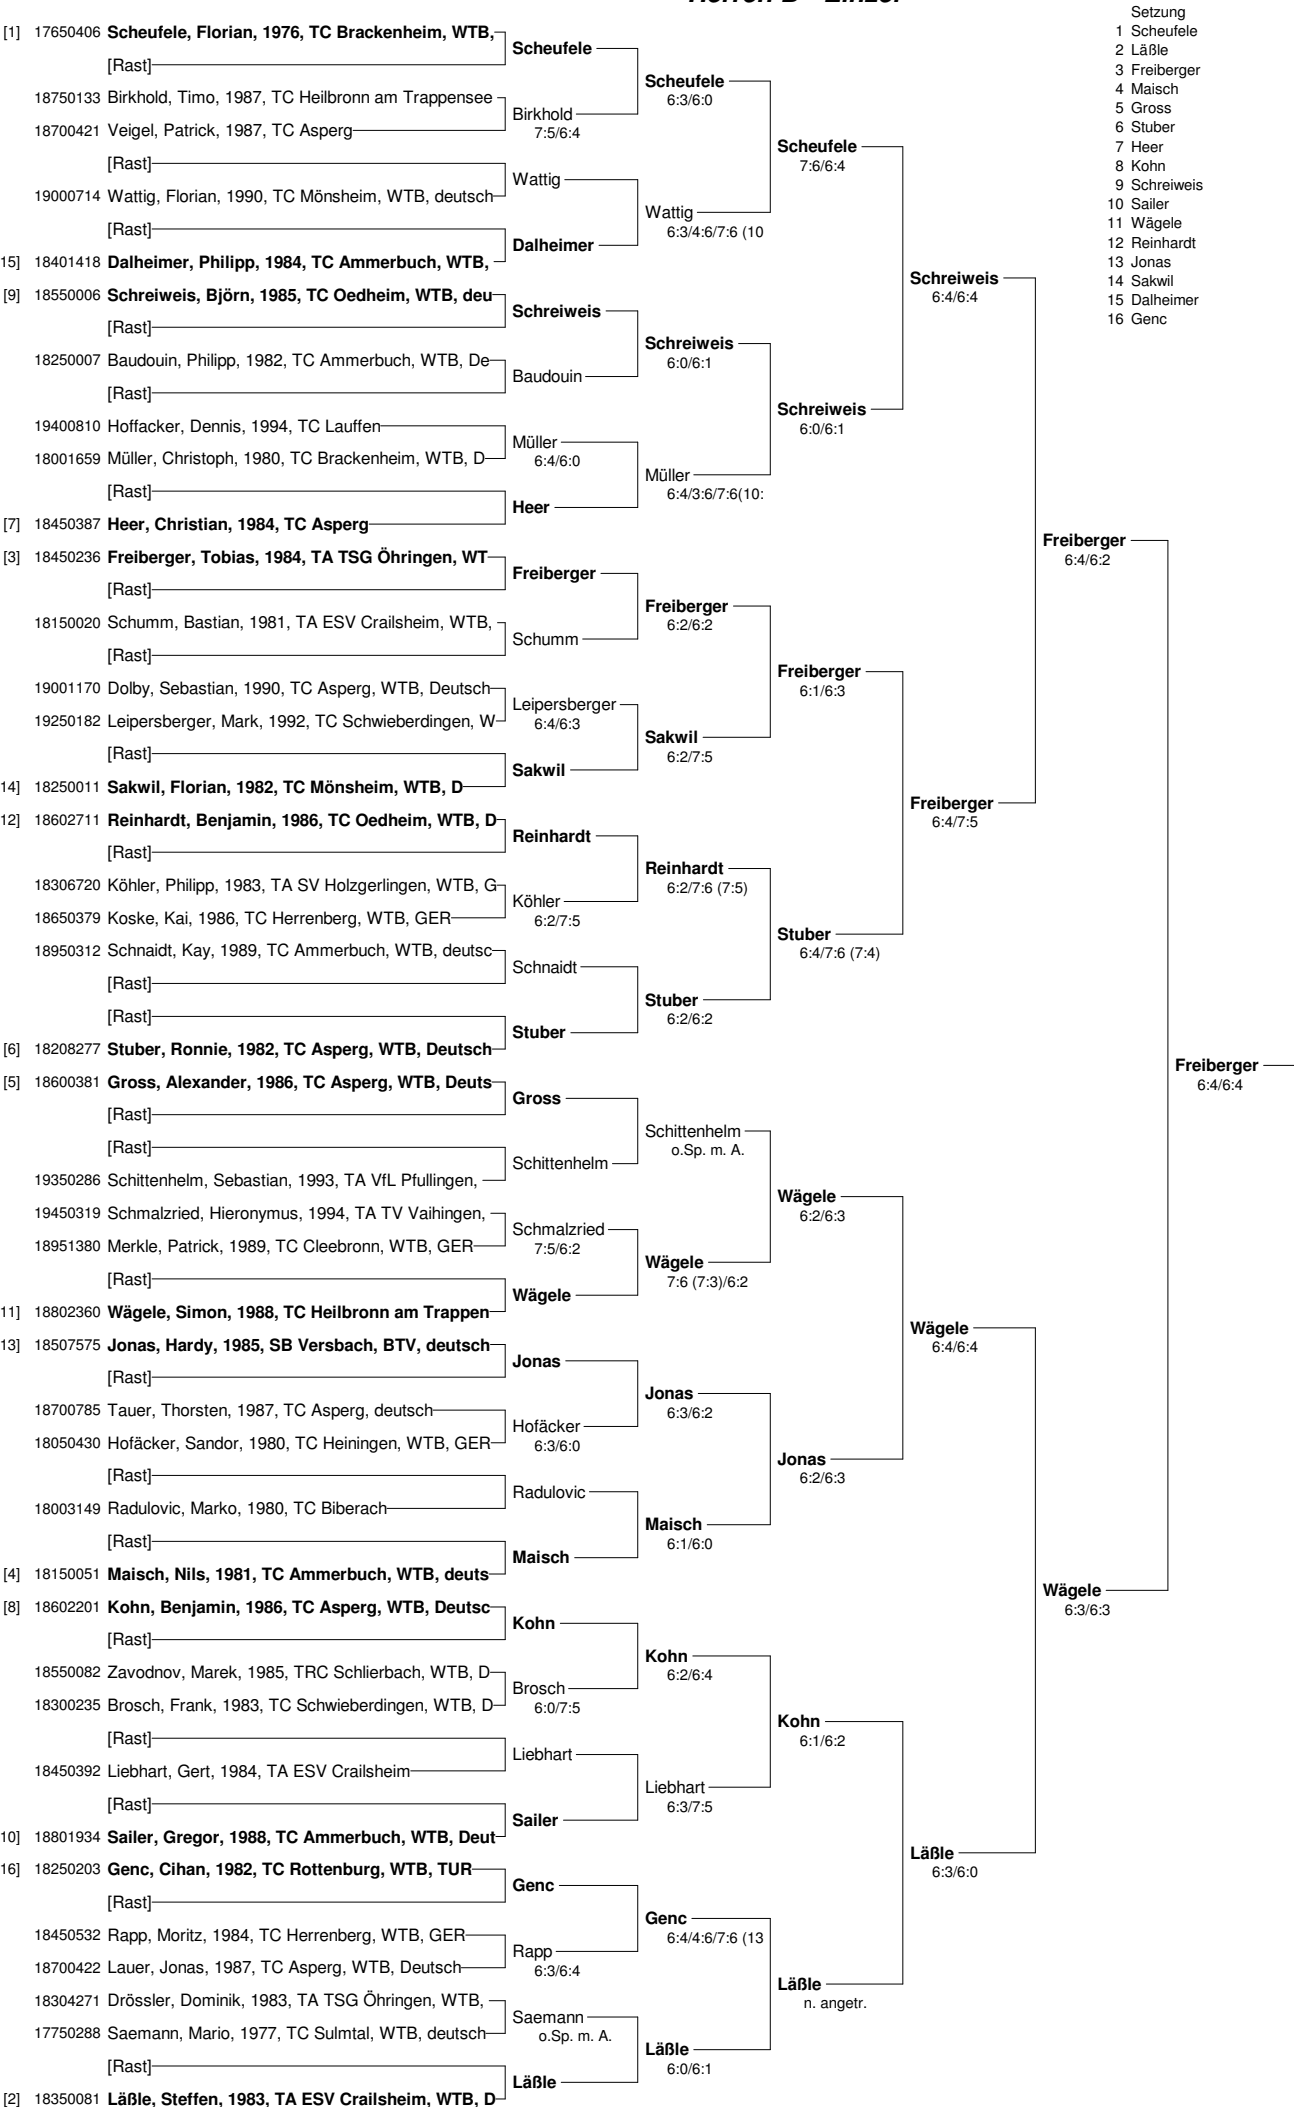 Setzung
1 Scheufele
2 Läßle
3 Freiberger
4 Maisch
5 Gross
6 Stuber
7 Heer
8 Kohn
9 Schreiweis
10 Sailer
11 Wägele
12 Reinhardt
13 Jonas
14 Sakwil
15 Dalheimer
16 Genc
[1] 17650406 Scheufele, Florian, 1976, TC Brackenheim, WTB,
[Rast]
18750133 Birkhold, Timo, 1987, TC Heilbronn am Trappensee
18700421 Veigel, Patrick, 1987, TC Asperg
[Rast]
19000714 Wattig, Florian, 1990, TC Mönsheim, WTB, deutsch
[Rast]
15] 18401418 Dalheimer, Philipp, 1984, TC Ammerbuch, WTB,
[9] 18550006 Schreiweis, Björn, 1985, TC Oedheim, WTB, deu
[Rast]
18250007 Baudouin, Philipp, 1982, TC Ammerbuch, WTB, De
[Rast]
19400810 Hoffacker, Dennis, 1994, TC Lauffen
18001659 Müller, Christoph, 1980, TC Brackenheim, WTB, D
[Rast]
[7] 18450387 Heer, Christian, 1984, TC Asperg
[3] 18450236 Freiberger, Tobias, 1984, TA TSG Öhringen, WT
[Rast]
18150020 Schumm, Bastian, 1981, TA ESV Crailsheim, WTB,
[Rast]
19001170 Dolby, Sebastian, 1990, TC Asperg, WTB, Deutsch
19250182 Leipersberger, Mark, 1992, TC Schwieberdingen, W
[Rast]
14] 18250011 Sakwil, Florian, 1982, TC Mönsheim, WTB, D
12] 18602711 Reinhardt, Benjamin, 1986, TC Oedheim, WTB, D
[Rast]
18306720 Köhler, Philipp, 1983, TA SV Holzgerlingen, WTB, G
18650379 Koske, Kai, 1986, TC Herrenberg, WTB, GER
18950312 Schnaidt, Kay, 1989, TC Ammerbuch, WTB, deutsc
[Rast]
[Rast]
[6] 18208277 Stuber, Ronnie, 1982, TC Asperg, WTB, Deutsch
[5] 18600381 Gross, Alexander, 1986, TC Asperg, WTB, Deuts
[Rast]
[Rast]
19350286 Schittenhelm, Sebastian, 1993, TA VfL Pfullingen,
19450319 Schmalzried, Hieronymus, 1994, TA TV Vaihingen,
18951380 Merkle, Patrick, 1989, TC Cleebronn, WTB, GER
[Rast]
11] 18802360 Wägele, Simon, 1988, TC Heilbronn am Trappen
13] 18507575 Jonas, Hardy, 1985, SB Versbach, BTV, deutsch
[Rast]
18700785 Tauer, Thorsten, 1987, TC Asperg, deutsch
18050430 Hofäcker, Sandor, 1980, TC Heiningen, WTB, GER
[Rast]
18003149 Radulovic, Marko, 1980, TC Biberach
[Rast]
[4] 18150051 Maisch, Nils, 1981, TC Ammerbuch, WTB, deuts
[8] 18602201 Kohn, Benjamin, 1986, TC Asperg, WTB, Deutsc
[Rast]
18550082 Zavodnov, Marek, 1985, TRC Schlierbach, WTB, D
18300235 Brosch, Frank, 1983, TC Schwieberdingen, WTB, D
[Rast]
18450392 Liebhart, Gert, 1984, TA ESV Crailsheim
[Rast]
10] 18801934 Sailer, Gregor, 1988, TC Ammerbuch, WTB, Deut
16] 18250203 Genc, Cihan, 1982, TC Rottenburg, WTB, TUR
[Rast]
18450532 Rapp, Moritz, 1984, TC Herrenberg, WTB, GER
18700422 Lauer, Jonas, 1987, TC Asperg, WTB, Deutsch
18304271 Drössler, Dominik, 1983, TA TSG Öhringen, WTB,
17750288 Saemann, Mario, 1977, TC Sulmtal, WTB, deutsch
[Rast]
[2] 18350081 Läßle, Steffen, 1983, TA ESV Crailsheim, WTB, D
Scheufele
Birkhold
7:5/6:4
Wattig
Dalheimer
Schreiweis
Baudouin
Müller
6:4/6:0
Heer
Freiberger
Schumm
Leipersberger
6:4/6:3
Sakwil
Reinhardt
Köhler
6:2/7:5
Schnaidt
Stuber
Gross
Schittenhelm
Schmalzried
7:5/6:2
Wägele
Jonas
Hofäcker
6:3/6:0
Radulovic
Maisch
Kohn
Brosch
6:0/7:5
Liebhart
Sailer
Genc
Rapp
6:3/6:4
Saemann
o.Sp. m. A.
Läßle
Scheufele
6:3/6:0
Wattig
6:3/4:6/7:6 (10
Schreiweis
6:0/6:1
Müller
6:4/3:6/7:6(10:
Freiberger
6:2/6:2
Sakwil
6:2/7:5
Reinhardt
6:2/7:6 (7:5)
Stuber
6:2/6:2
Schittenhelm
o.Sp. m. A.
Wägele
7:6 (7:3)/6:2
Jonas
6:3/6:2
Maisch
6:1/6:0
Kohn
6:2/6:4
Liebhart
6:3/7:5
Genc
6:4/4:6/7:6 (13
Läßle
6:0/6:1
Scheufele
7:6/6:4
Schreiweis
6:0/6:1
Freiberger
6:1/6:3
Stuber
6:4/7:6 (7:4)
Wägele
6:2/6:3
Jonas
6:2/6:3
Kohn
6:1/6:2
Läßle
n. angetr.
Schreiweis
6:4/6:4
Freiberger
6:4/7:5
Wägele
6:4/6:4
Läßle
6:3/6:0
Freiberger
6:4/6:2
Wägele
6:3/6:3
Freiberger
6:4/6:4